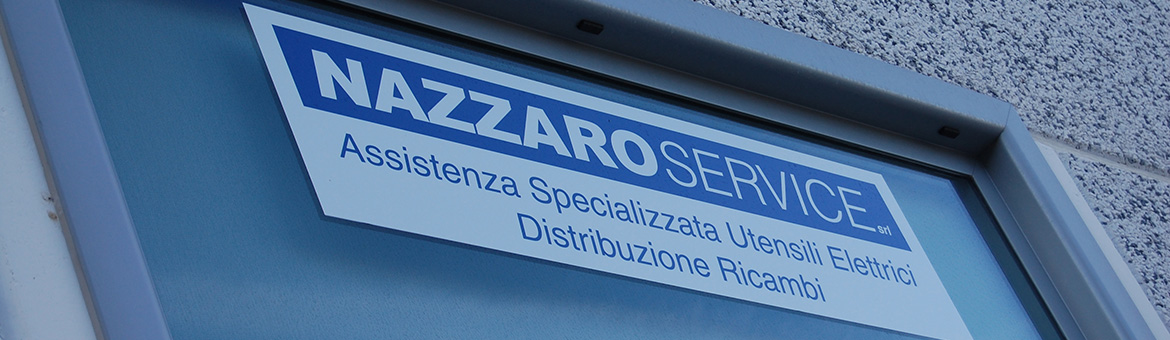 NAZZAROSERVICE srl
Assistenza Specializzata Utensili Elettrici
Distribuzione Ricambi